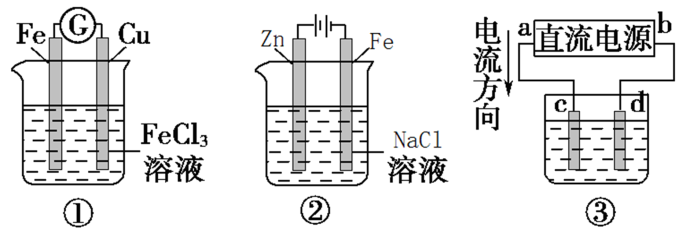 Fe G Cu
FeCl₃
溶液
①
Zn Fe
NaCl
溶液
②
电流方向
a 直流电源 b
c d
③